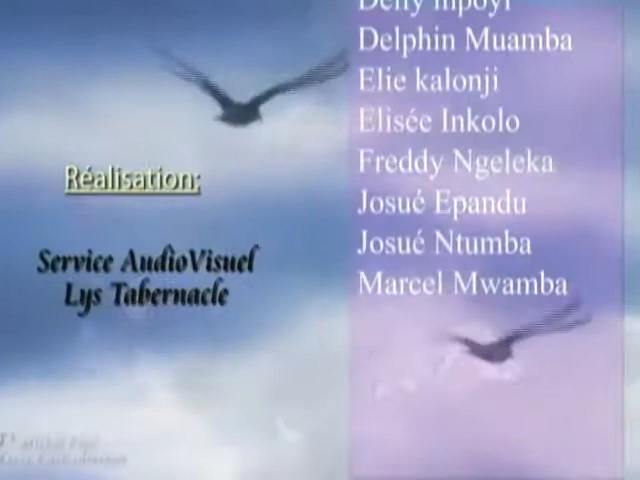 Réalisation:
Service AudioVisuel
Lys Tabernacle
Delphin Muamba
Elie kalonji
Elisée Inkolo
Freddy Ngeleka
Josué Epandu
Josué Ntumba
Marcel Mwamba